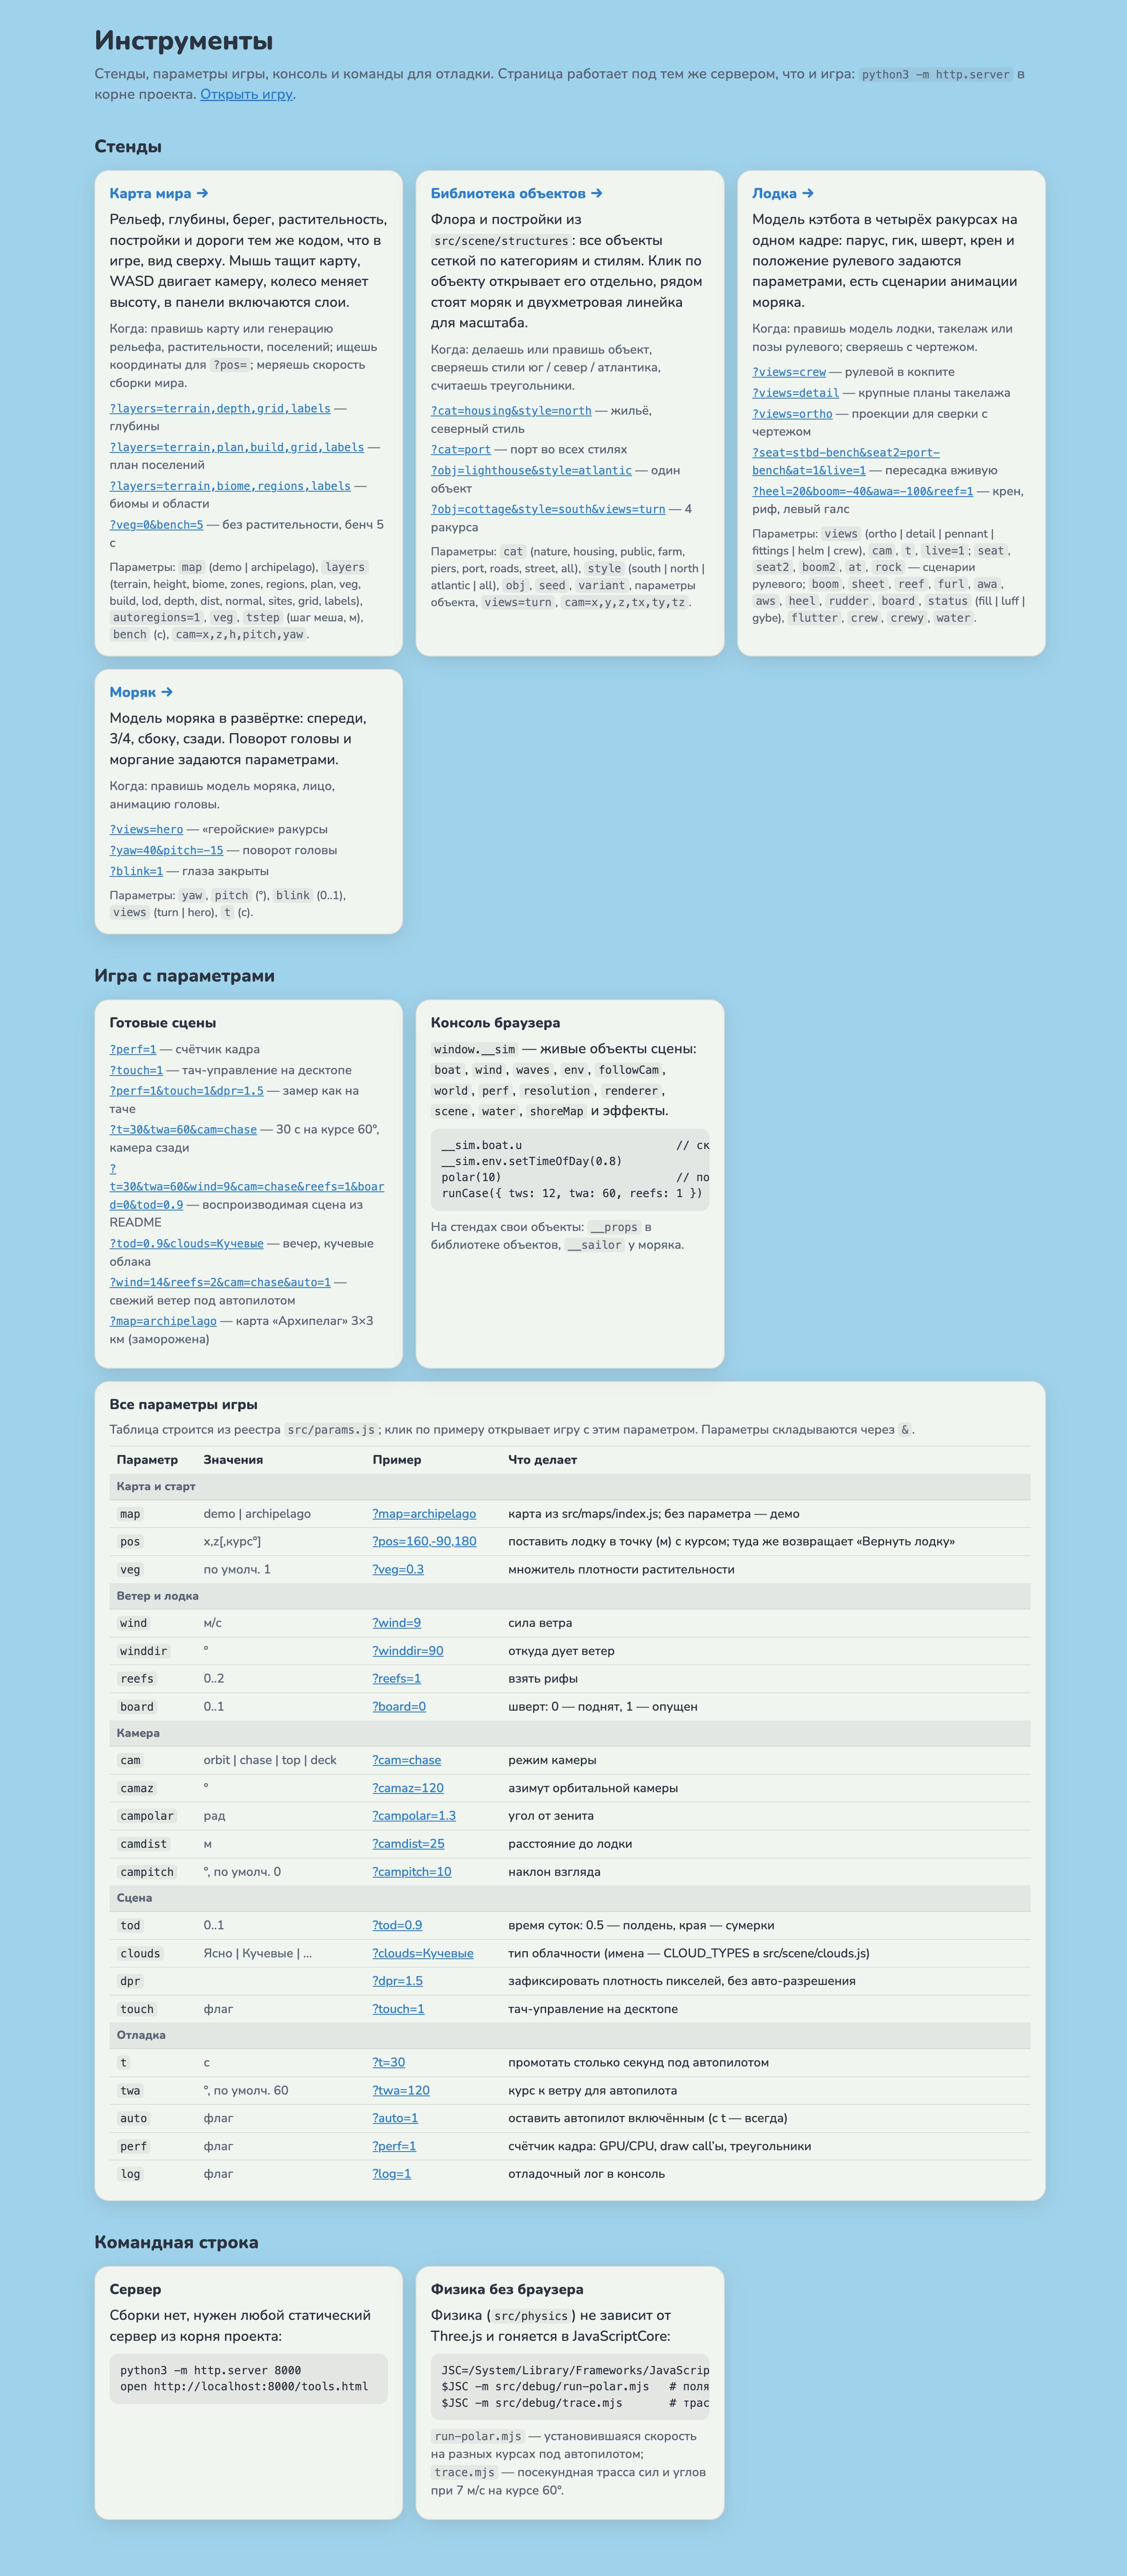 Инструменты
Стенды, параметры игры, консоль и команды для отладки. Страница работает под тем же сервером, что и игра: python3 -m http.server в
корне проекта. Открыть игру.
Стенды
Карта мира →
Рельеф, глубины, берег, растительность,
постройки и дороги тем же кодом, что в
игре, вид сверху. Мышь тащит карту,
WASD двигает камеру, колесо меняет
высоту, в панели включаются слои.
Когда: правишь карту или генерацию
рельефа, растительности, поселений; ищешь
координаты для ?pos=; меряешь скорость
сборки мира.
?layers=terrain,depth,grid,labels —
глубины
?layers=terrain,plan,build,grid,labels —
план поселений
?layers=terrain,biome,regions,labels —
биомы и области
?veg=0&bench=5 — без растительности, бенч 5
с
Параметры: map (demo | archipelago), layers
(terrain, height, biome, zones, regions, plan, veg,
build, lod, depth, dist, normal, sites, grid, labels),
autoregions=1, veg, tstep (шаг меша, м),
bench (с), cam=x,z,h,pitch,yaw.
Библиотека объектов →
Флора и постройки из
src/scene/structures: все объекты
сеткой по категориям и стилям. Клик по
объекту открывает его отдельно, рядом
стоят моряк и двухметровая линейка
для масштаба.
Когда: делаешь или правишь объект,
сверяешь стили юг / север / атлантика,
считаешь треугольники.
?cat=housing&style=north — жильё,
северный стиль
?cat=port — порт во всех стилях
?obj=lighthouse&style=atlantic — один
объект
?obj=cottage&style=south&views=turn — 4
ракурса
Параметры: cat (nature, housing, public, farm,
piers, port, roads, street, all), style (south | north |
atlantic | all), obj, seed, variant, параметры
объекта, views=turn, cam=x,y,z,tx,ty,tz.
Лодка →
Модель кэтбота в четырёх ракурсах на
одном кадре: парус, гик, шверт, крен и
положение рулевого задаются
параметрами, есть сценарии анимации
моряка.
Когда: правишь модель лодки, такелаж или
позы рулевого; сверяешь с чертежом.
?views=crew — рулевой в кокпите
?views=detail — крупные планы такелажа
?views=ortho — проекции для сверки с
чертежом
?seat=stbd-bench&seat2=port-
bench&at=1&live=1 — пересадка вживую
?heel=20&boom=-40&awa=-100&reef=1 — крен,
риф, левый галс
Параметры: views (ortho | detail | pennant |
fittings | helm | crew), cam, t, live=1; seat,
seat2, boom2, at, rock — сценарии
рулевого; boom, sheet, reef, furl, awa,
aws, heel, rudder, board, status (fill | luff |
gybe), flutter, crew, crewy, water.
Моряк →
Модель моряка в развёртке: спереди,
3/4, сбоку, сзади. Поворот головы и
моргание задаются параметрами.
Когда: правишь модель моряка, лицо,
анимацию головы.
?views=hero — «геройские» ракурсы
?yaw=40&pitch=-15 — поворот головы
?blink=1 — глаза закрыты
Параметры: yaw, pitch (°), blink (0..1),
views (turn | hero), t (с).
Игра с параметрами
Готовые сцены
?perf=1 — счётчик кадра
?touch=1 — тач-управление на десктопе
?perf=1&touch=1&dpr=1.5 — замер как на
таче
?t=30&twa=60&cam=chase — 30 с на курсе 60°,
камера сзади
?
t=30&twa=60&wind=9&cam=chase&reefs=1&boar
d=0&tod=0.9 — воспроизводимая сцена из
README
?tod=0.9&clouds=Кучевые — вечер, кучевые
облака
?wind=14&reefs=2&cam=chase&auto=1 —
свежий ветер под автопилотом
?map=archipelago — карта «Архипелаг» 3×3
км (заморожена)
Консоль браузера
window.__sim — живые объекты сцены:
boat, wind, waves, env, followCam,
world, perf, resolution, renderer,
scene, water, shoreMap и эффекты.
__sim.boat.u // ск
__sim.env.setTimeOfDay(0.8)
polar(10) // по
runCase({ tws: 12, twa: 60, reefs: 1 })
На стендах свои объекты: __props в
библиотеке объектов, __sailor у моряка.
Все параметры игры
Таблица строится из реестра src/params.js; клик по примеру открывает игру с этим параметром. Параметры складываются через &.
Параметр Значения Пример Что делает
Карта и старт
map demo | archipelago ?map=archipelago карта из src/maps/index.js; без параметра — демо
pos x,z[,курс°] ?pos=160,-90,180 поставить лодку в точку (м) с курсом; туда же возвращает «Вернуть лодку»
veg по умолч. 1 ?veg=0.3 множитель плотности растительности
Ветер и лодка
wind м/с ?wind=9 сила ветра
winddir ° ?winddir=90 откуда дует ветер
reefs 0..2 ?reefs=1 взять рифы
board 0..1 ?board=0 шверт: 0 — поднят, 1 — опущен
Камера
cam orbit | chase | top | deck ?cam=chase режим камеры
camaz ° ?camaz=120 азимут орбитальной камеры
campolar рад ?campolar=1.3 угол от зенита
camdist м ?camdist=25 расстояние до лодки
campitch °, по умолч. 0 ?campitch=10 наклон взгляда
Сцена
tod 0..1 ?tod=0.9 время суток: 0.5 — полдень, края — сумерки
clouds Ясно | Кучевые | … ?clouds=Кучевые тип облачности (имена — CLOUD_TYPES в src/scene/clouds.js)
dpr ?dpr=1.5 зафиксировать плотность пикселей, без авто-разрешения
touch флаг ?touch=1 тач-управление на десктопе
Отладка
t с ?t=30 промотать столько секунд под автопилотом
twa °, по умолч. 60 ?twa=120 курс к ветру для автопилота
auto флаг ?auto=1 оставить автопилот включённым (с t — всегда)
perf флаг ?perf=1 счётчик кадра: GPU/CPU, draw call'ы, треугольники
log флаг ?log=1 отладочный лог в консоль
Командная строка
Сервер
Сборки нет, нужен любой статический
сервер из корня проекта:
python3 -m http.server 8000
open http://localhost:8000/tools.html
Физика без браузера
Физика (src/physics) не зависит от
Three.js и гоняется в JavaScriptCore:
JSC=/System/Library/Frameworks/JavaScrip
$JSC -m src/debug/run-polar.mjs # поля
$JSC -m src/debug/trace.mjs # трас
run-polar.mjs — установившаяся скорость
на разных курсах под автопилотом;
trace.mjs — посекундная трасса сил и углов
при 7 м/с на курсе 60°.